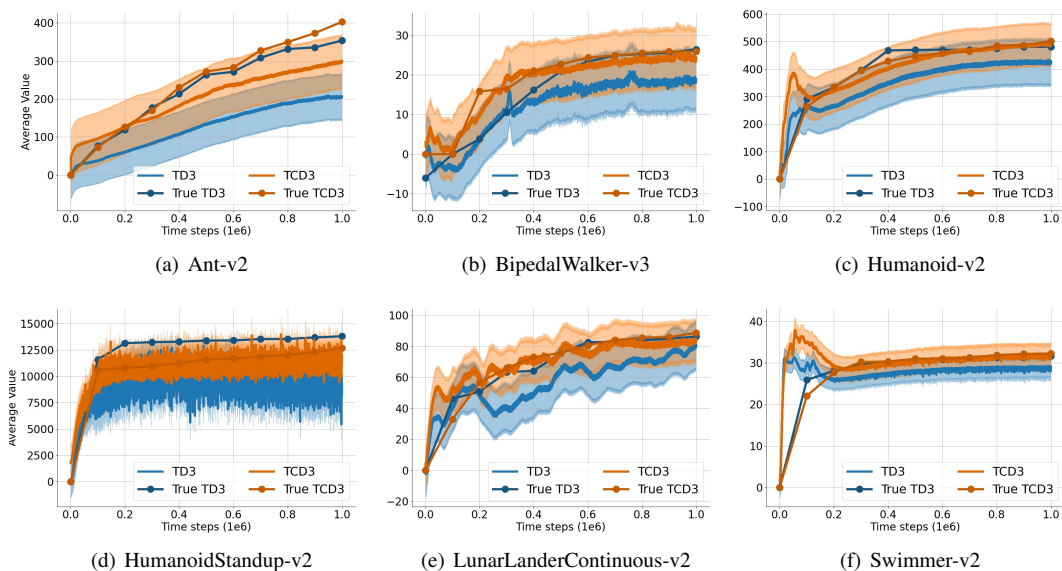 Average Value
400
300
200
100
0
TD3
True TD3
TCD3
True TCD3
0.0 0.2 0.4 0.6 0.8 1.0
Time steps (1e6)
(a) Ant-v2
30
20
10
0
−10
TD3
True TD3
TCD3
True TCD3
0.0 0.2 0.4 0.6 0.8 1.0
Time steps (1e6)
(b) BipedalWalker-v3
600
500
400
300
200
100
0
−100
TD3
True TD3
TCD3
True TCD3
0.0 0.2 0.4 0.6 0.8 1.0
Time steps (1e6)
(c) Humanoid-v2
Average Value
15000
12500
10000
7500
5000
2500
0
TD3
True TD3
TCD3
True TCD3
0.0 0.2 0.4 0.6 0.8 1.0
Time steps (1e6)
(d) HumanoidStandup-v2
100
80
60
40
20
0
−20
TD3
True TD3
TCD3
True TCD3
0.0 0.2 0.4 0.6 0.8 1.0
Time steps (1e6)
(e) LunarLanderContinuous-v2
40
30
20
10
0
TD3
True TD3
TCD3
True TCD3
0.0 0.2 0.4 0.6 0.8 1.0
Time steps (1e6)
(f) Swimmer-v2